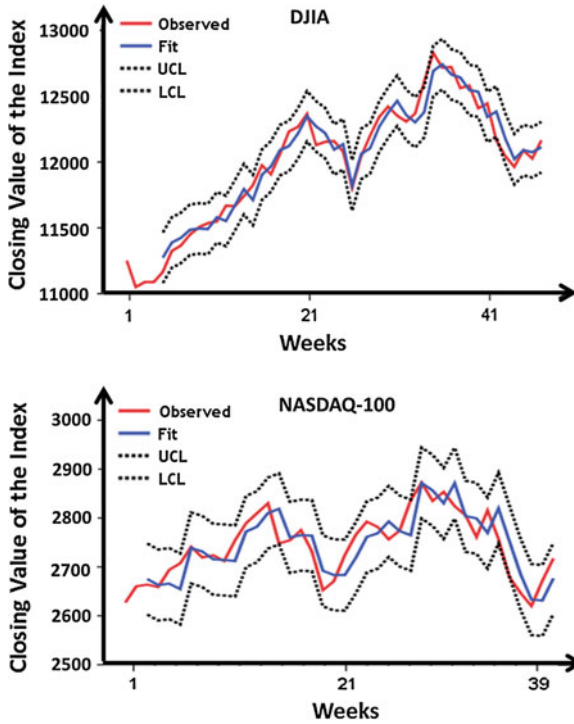 DJIA
Observed
Fit
UCL
LCL
Closing Value of the Index
13000
12500
12000
11500
11000
1 21 41
Weeks
NASDAQ-100
Observed
Fit
UCL
LCL
Closing Value of the Index
3000
2900
2800
2700
2600
2500
1 21 39
Weeks